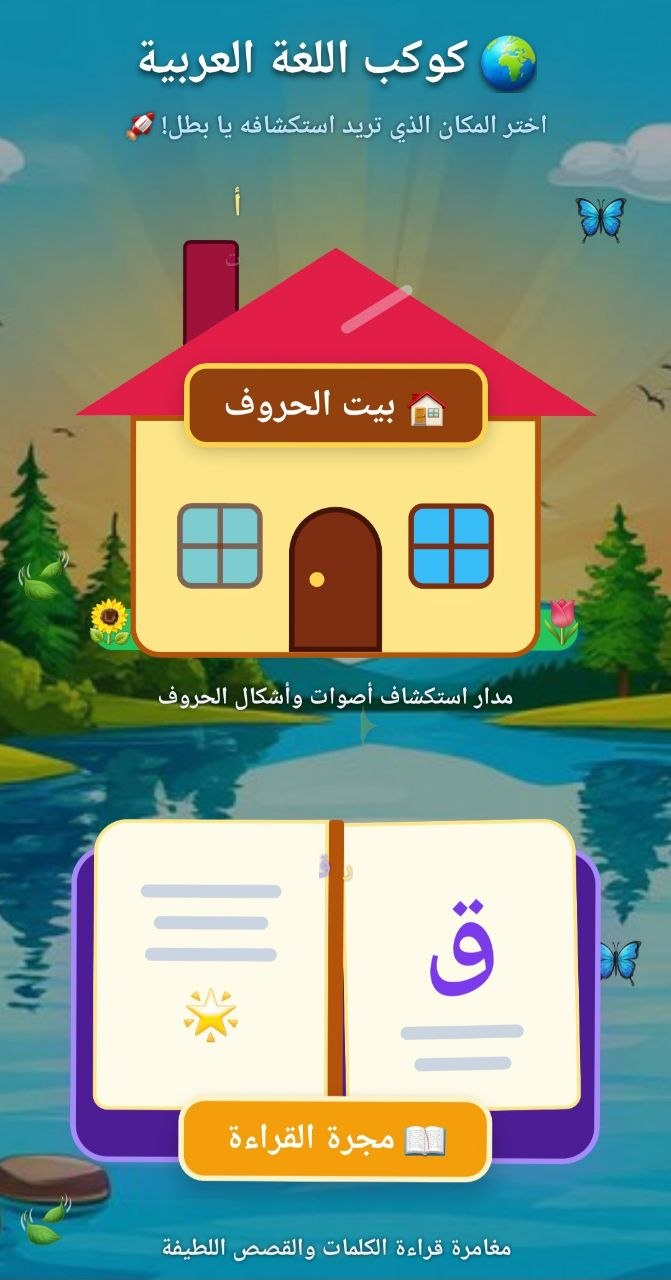 كوكب اللغة العربية
اختر المكان الذي تريد استكشافه يا بطل!
أ
ت
بيت الحروف
مدار استكشاف أصوات وأشكال الحروف
ق
مجرة القراءة
مغامرة قراءة الكلمات والقصص اللطيفة